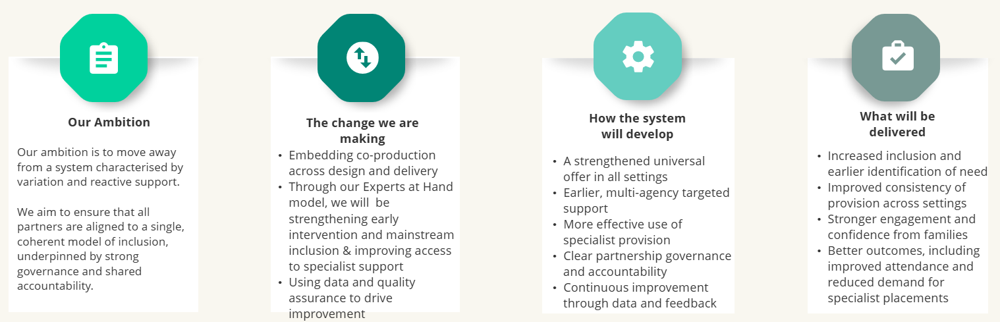 Our Ambition
Our ambition is to move away
from a system characterised by
variation and reactive support.
We aim to ensure that all
partners are aligned to a single,
coherent model of inclusion,
underpinned by strong
governance and shared
accountability.
The change we are
making
• Embedding co-production
across design and delivery
• Through our Experts at Hand
model, we will  be
strengthening early
intervention and mainstream
inclusion & improving access
to specialist support
• Using data and quality
assurance to drive
improvement
How the system
will develop
• A strengthened universal
offer in all settings
• Earlier, multi-agency targeted
support
• More effective use of
specialist provision
• Clear partnership governance
and accountability
• Continuous improvement
through data and feedback
What will be
delivered
• Increased inclusion and
earlier identification of need
• Improved consistency of
provision across settings
• Stronger engagement and
confidence from families
• Better outcomes, including
improved attendance and
reduced demand for
specialist placements